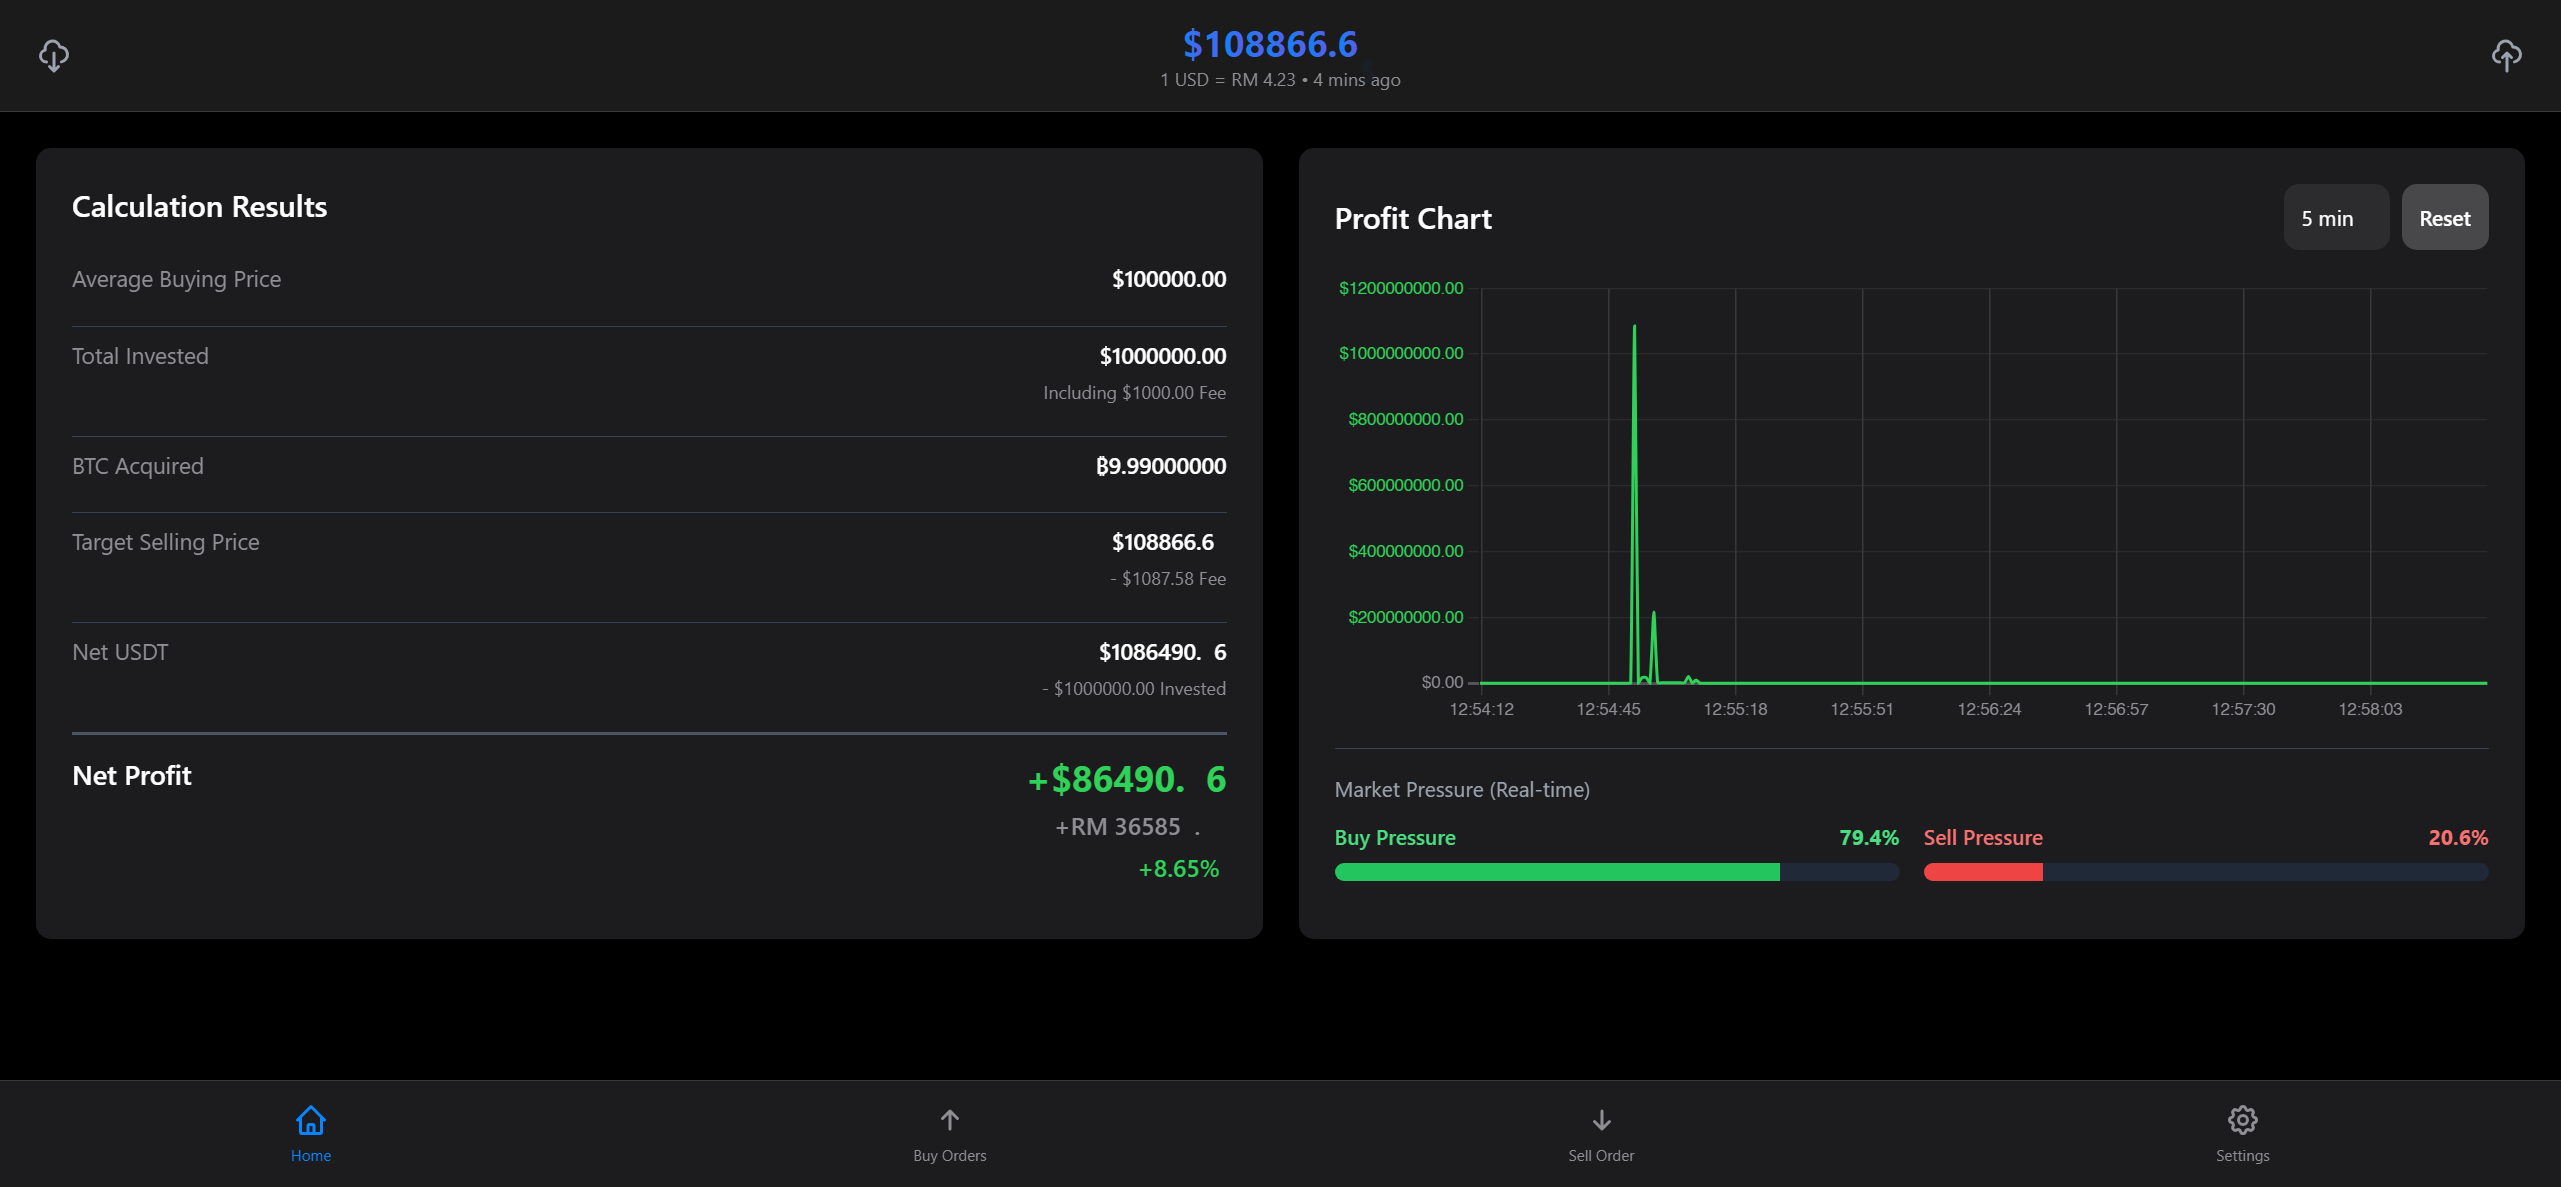 $108866.6
1 USD = RM 4.23 • 4 mins ago
Calculation Results
Average Buying Price $100000.00
Total Invested $1000000.00
Including $1000.00 Fee
BTC Acquired ₿9.99000000
Target Selling Price $108866.6
- $1087.58 Fee
Net USDT $1086490. 6
- $1000000.00 Invested
Net Profit +$86490. 6
+RM 36585 .
+8.65%
Profit Chart
5 min
Reset
$1200000000.00
$1000000000.00
$800000000.00
$600000000.00
$400000000.00
$200000000.00
$0.00
12:54:12 12:54:45 12:55:18 12:55:51 12:56:24 12:56:57 12:57:30 12:58:03
Market Pressure (Real-time)
Buy Pressure 79.4% Sell Pressure 20.6%
Home
Buy Orders
Sell Order
Settings